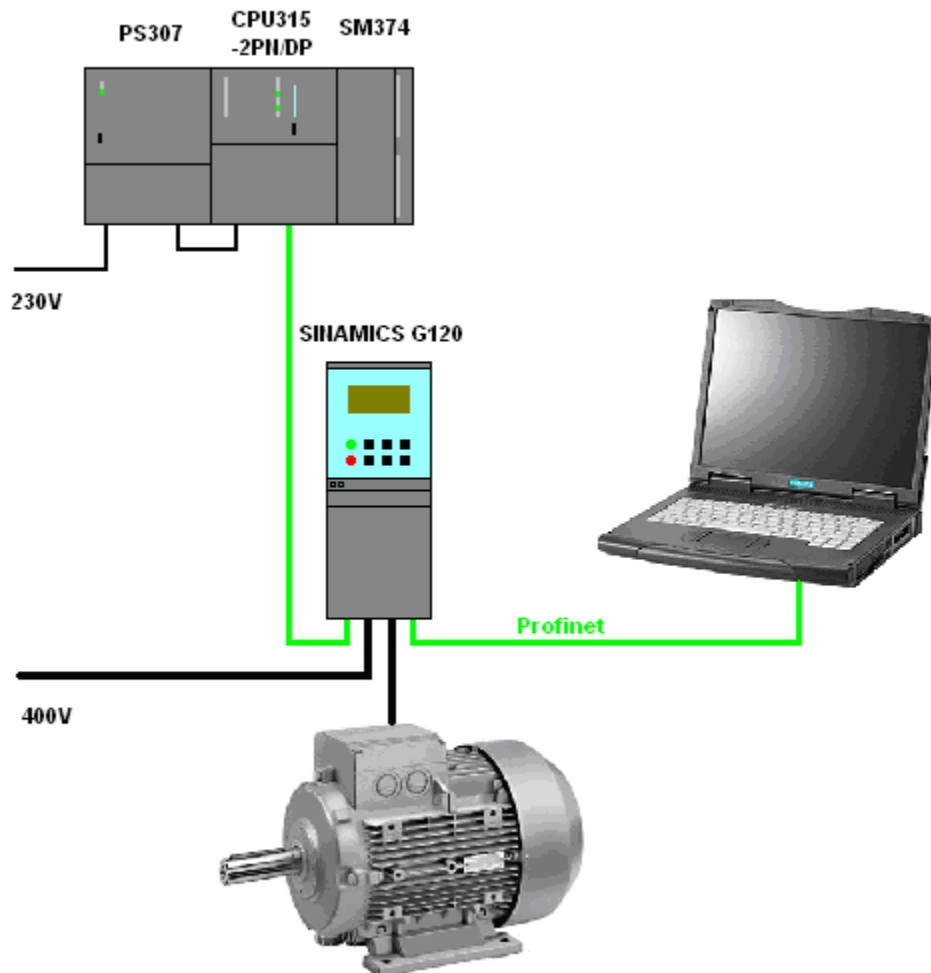 PS307
CPU315
-2PN/DP
SM374
230V
SINAMICS G120
Profinet
400V